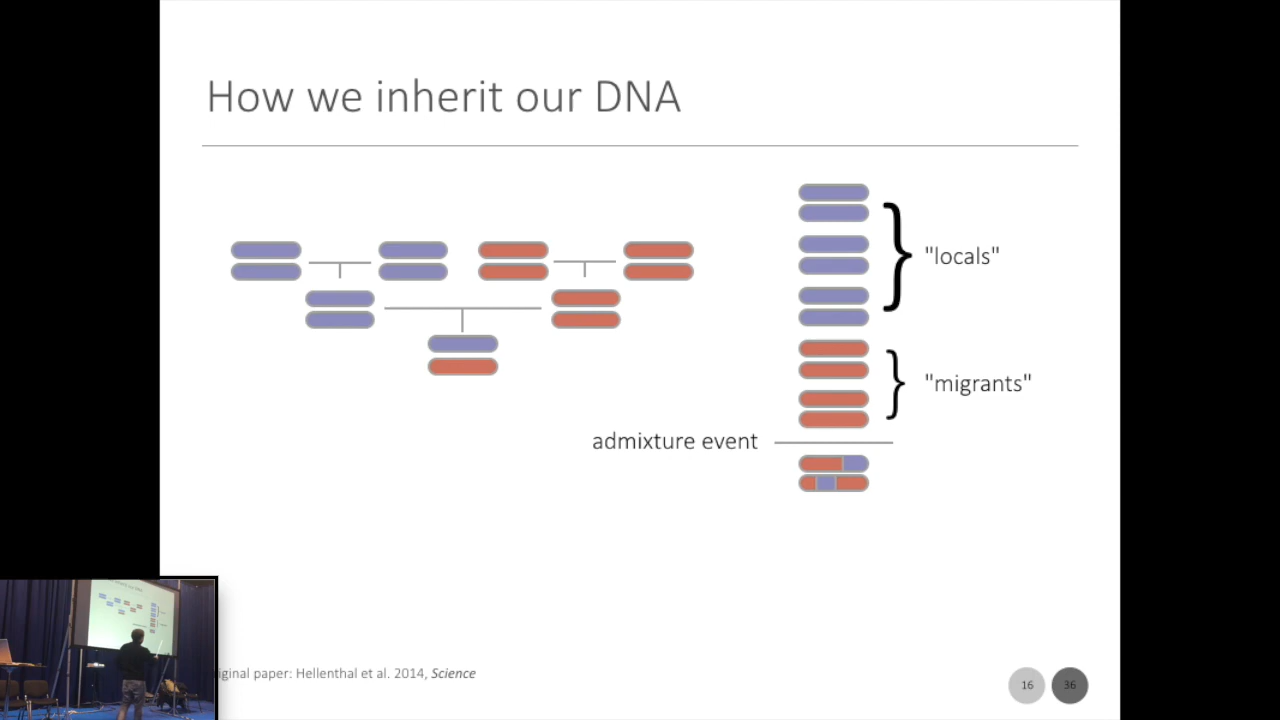 How we inherit our DNA
"locals"
"migrants"
admixture event
iginal paper: Hellenthal et al. 2014, Science
16
36